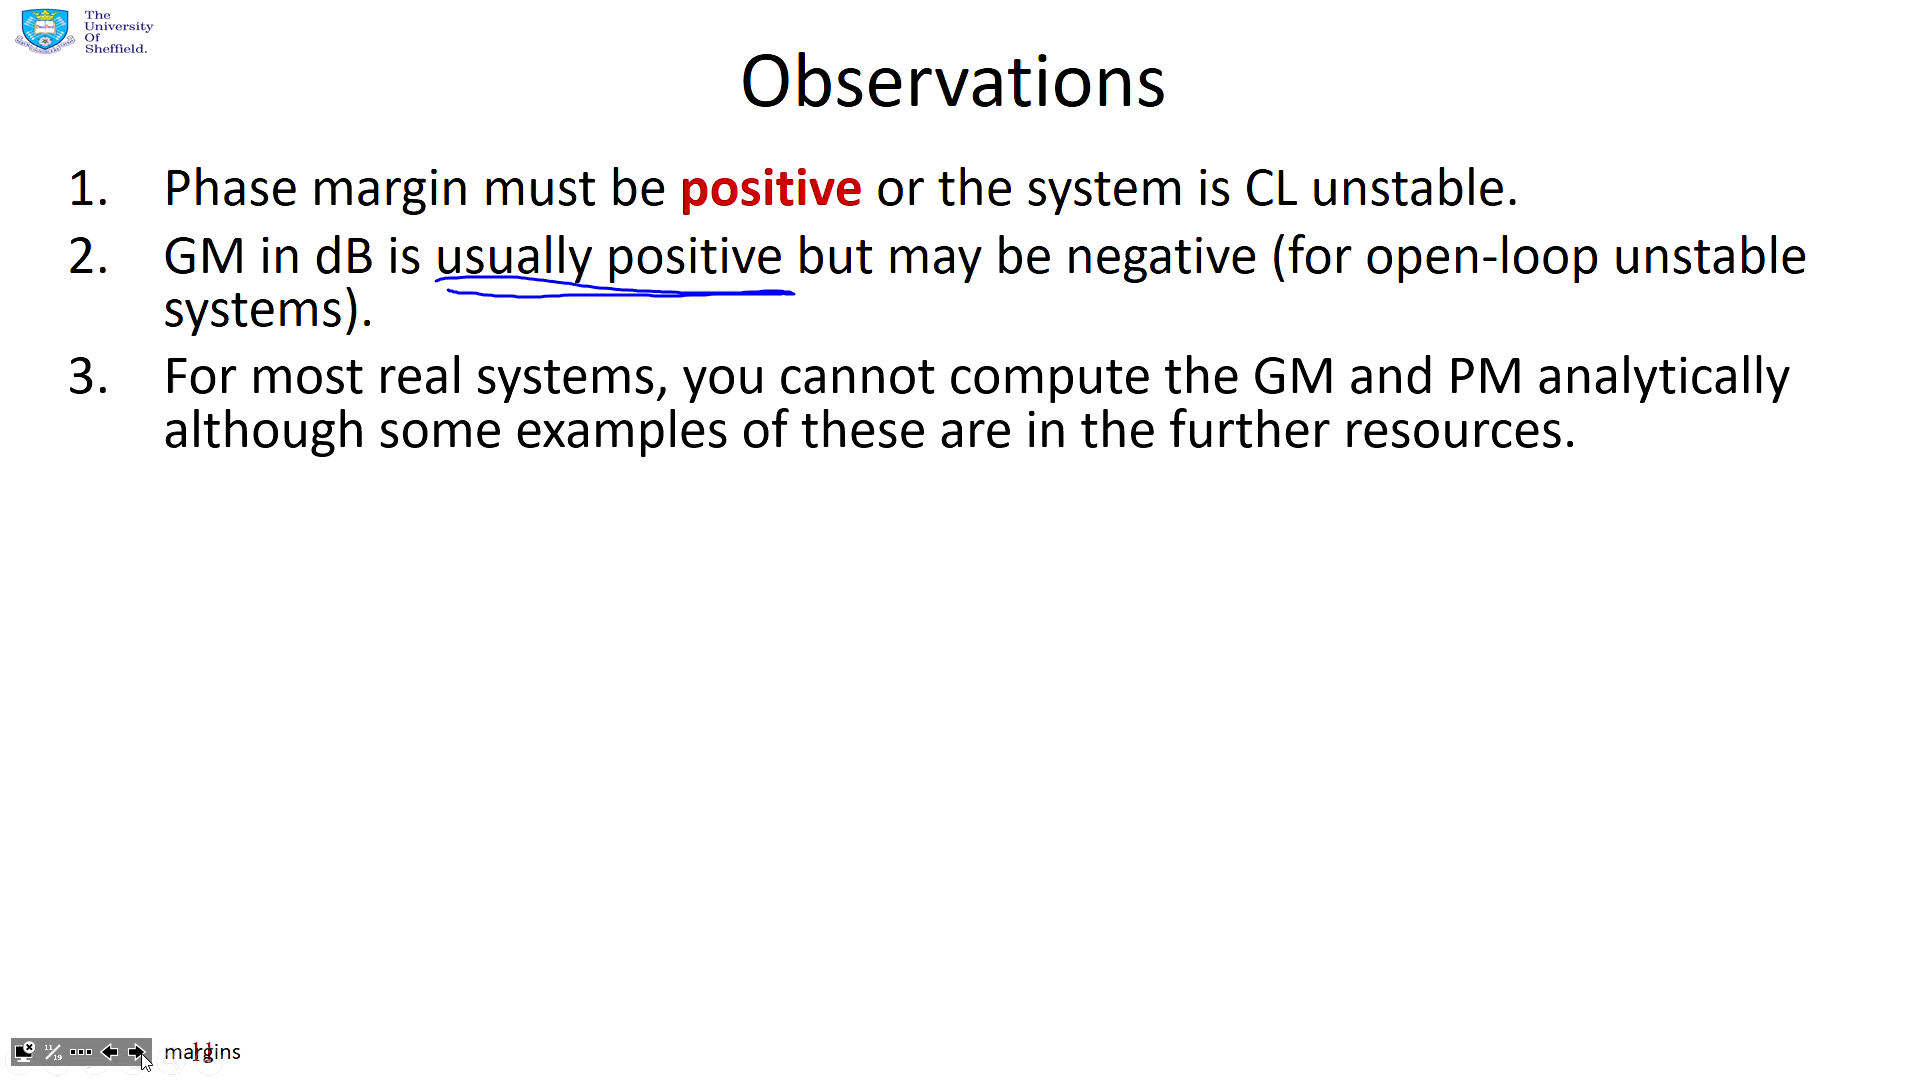 The
University
Of
Sheffield.
Observations
1. Phase margin must be positive or the system is CL unstable.
2. GM in dB is usually positive but may be negative (for open-loop unstable
systems).
3. For most real systems, you cannot compute the GM and PM analytically
although some examples of these are in the further resources.
11/19
margins
11